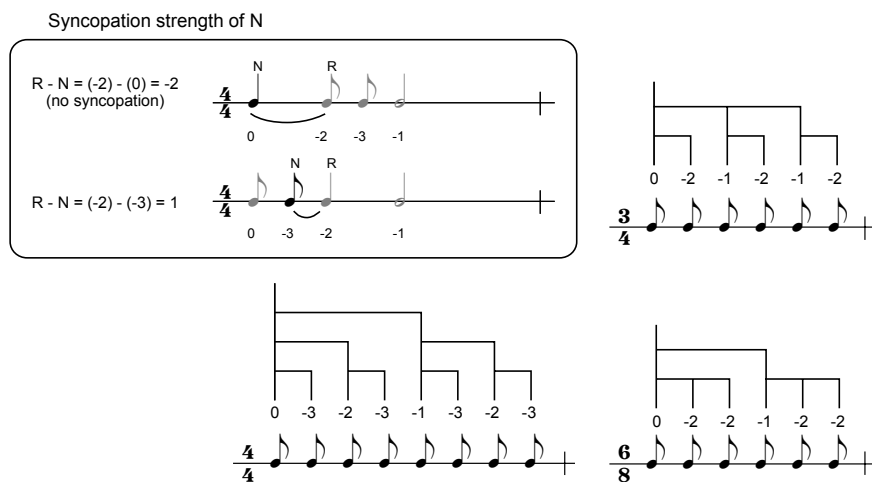 Syncopation strength of N
R - N = (-2) - (0) = -2
(no syncopation)
N R
4
4
0 -2 -3 -1
R - N = (-2) - (-3) = 1
N R
4
4
0 -3 -2 -1
0 -2 -1 -2 -1 -2
3
4
0 -3 -2 -3 -1 -3 -2 -3
4
4
0 -2 -2 -1 -2 -2
6
8